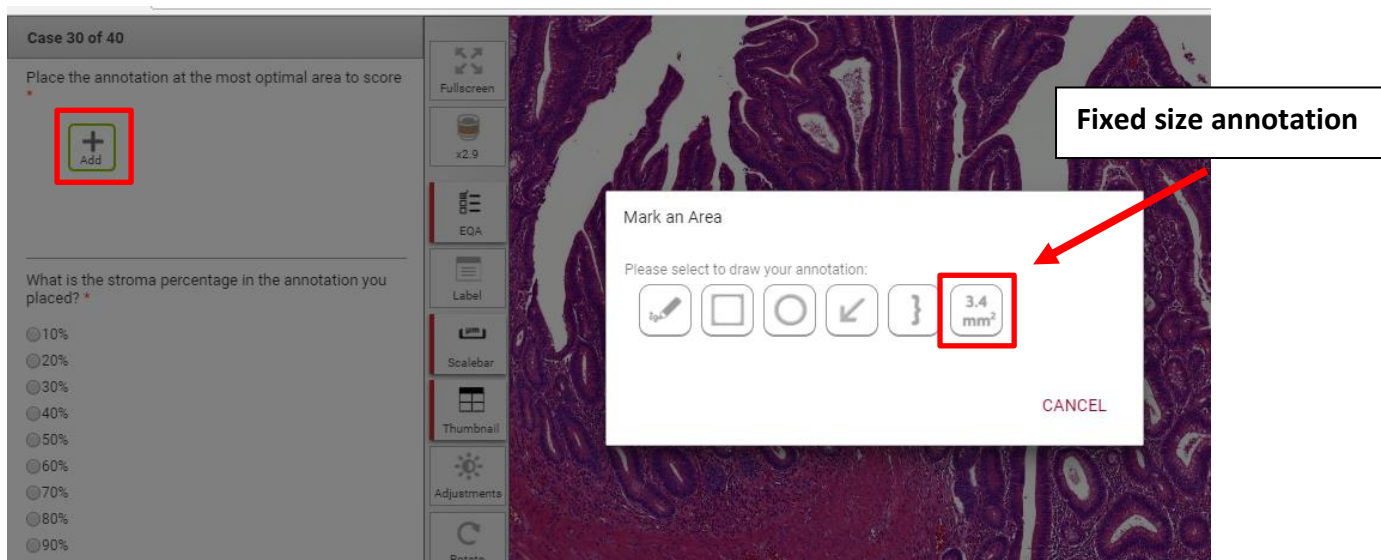 Case 30 of 40
Place the annotation at the most optimal area to score
*
Add
What is the stroma percentage in the annotation you
placed? *
10%
20%
30%
40%
50%
60%
70%
80%
90%
Fullscreen
x2.9
EQA
Label
Scalebar
Thumbnail
Adjustments
Rotate
Mark an Area
Please select to draw your annotation:
3.4
mm²
CANCEL
Fixed size annotation